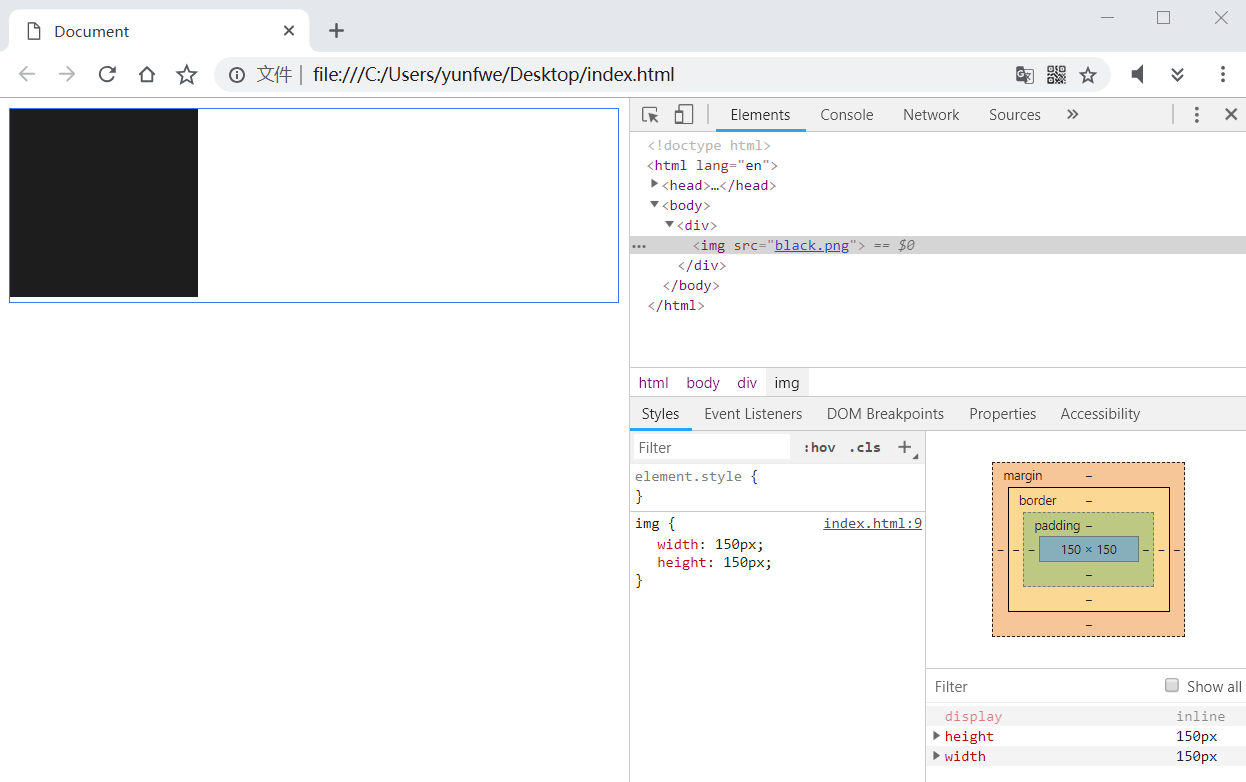 Document
文件 | file:///C:/Users/yunfwe/Desktop/index.html
Elements Console Network Sources »
<!doctype html>
<html lang="en">
<head>…</head>
<body>
<div>
… <img src="black.png"> == $0
</div>
</body>
</html>
html body div img
Styles Event Listeners DOM Breakpoints Properties Accessibility
Filter :hov .cls +
element.style {
}
img { index.html:9
width: 150px;
height: 150px;
}
margin –
border –
padding –
– – – 150 × 150 – – –
–
–
–
Filter Show all
display inline
height 150px
width 150px